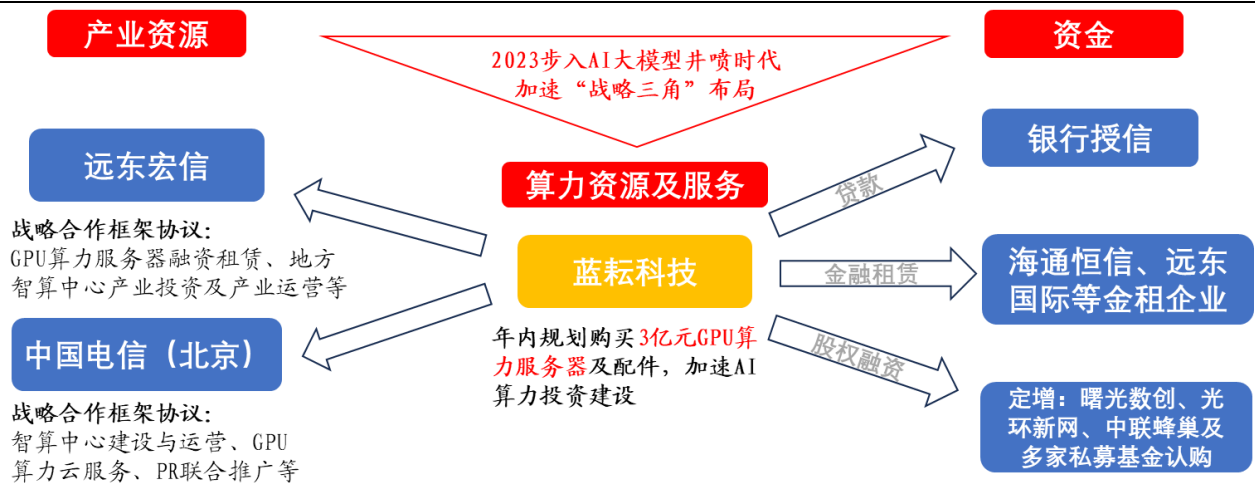 产业资源
2023步入AI大模型井喷时代
加速“战略三角”布局
资金
远东宏信
战略合作框架协议：
GPU算力服务器融资租赁、地方
智算中心产业投资及产业运营等
中国电信（北京）
战略合作框架协议：
智算中心建设与运营、GPU
算力云服务、PR联合推广等
算力资源及服务
蓝耘科技
年内规划购买3亿元GPU算
力服务器及配件，加速AI
算力投资建设
贷款
银行授信
金融租赁
海通恒信、远东
国际等金租企业
股权融资
定增：曙光数创、光
环新网、中联蜂巢及
多家私募基金认购